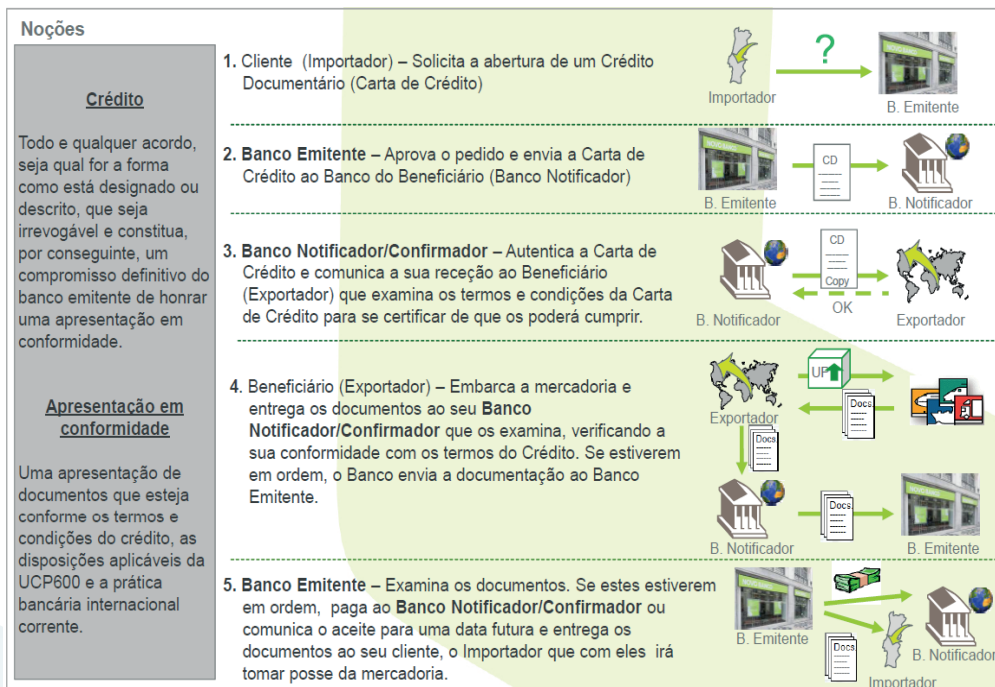 Noções
Crédito
Todo e qualquer acordo,
seja qual for a forma
como está designado ou
descrito, que seja
irrevogável e constitua,
por conseguinte, um
compromisso definitivo do
banco emitente de honrar
uma apresentação em
conformidade.
Apresentação em
conformidade
Uma apresentação de
documentos que esteja
conforme os termos e
condições do crédito, as
disposições aplicáveis da
UCP600 e a prática
bancária internacional
corrente.
1. Cliente (Importador) – Solicita a abertura de um Crédito
Documentário (Carta de Crédito)
?
Importador
NOVO BANCO
B. Emitente
2. Banco Emitente – Aprova o pedido e envia a Carta de
Crédito ao Banco do Beneficiário (Banco Notificador)
NOVO BANCO
B. Emitente
CD
B. Notificador
3. Banco Notificador/Confirmador – Autentica a Carta de
Crédito e comunica a sua receção ao Beneficiário
(Exportador) que examina os termos e condições da Carta
de Crédito para se certificar de que os poderá cumprir.
B. Notificador
CD
Copy
OK
Exportador
4. Beneficiário (Exportador) – Embarca a mercadoria e
entrega os documentos ao seu Banco
Notificador/Confirmador que os examina, verificando a
sua conformidade com os termos do Crédito. Se estiverem
em ordem, o Banco envia a documentação ao Banco
Emitente.
Exportador
UP
Docs
Docs
B. Notificador
Docs
NOVO BANCO
B. Emitente
5. Banco Emitente – Examina os documentos. Se estes estiverem
em ordem, paga ao Banco Notificador/Confirmador ou
comunica o aceite para uma data futura e entrega os
documentos ao seu cliente, o Importador que com eles irá
tomar posse da mercadoria.
NOVO BANCO
B. Emitente
Docs
B. Notificador
Importador